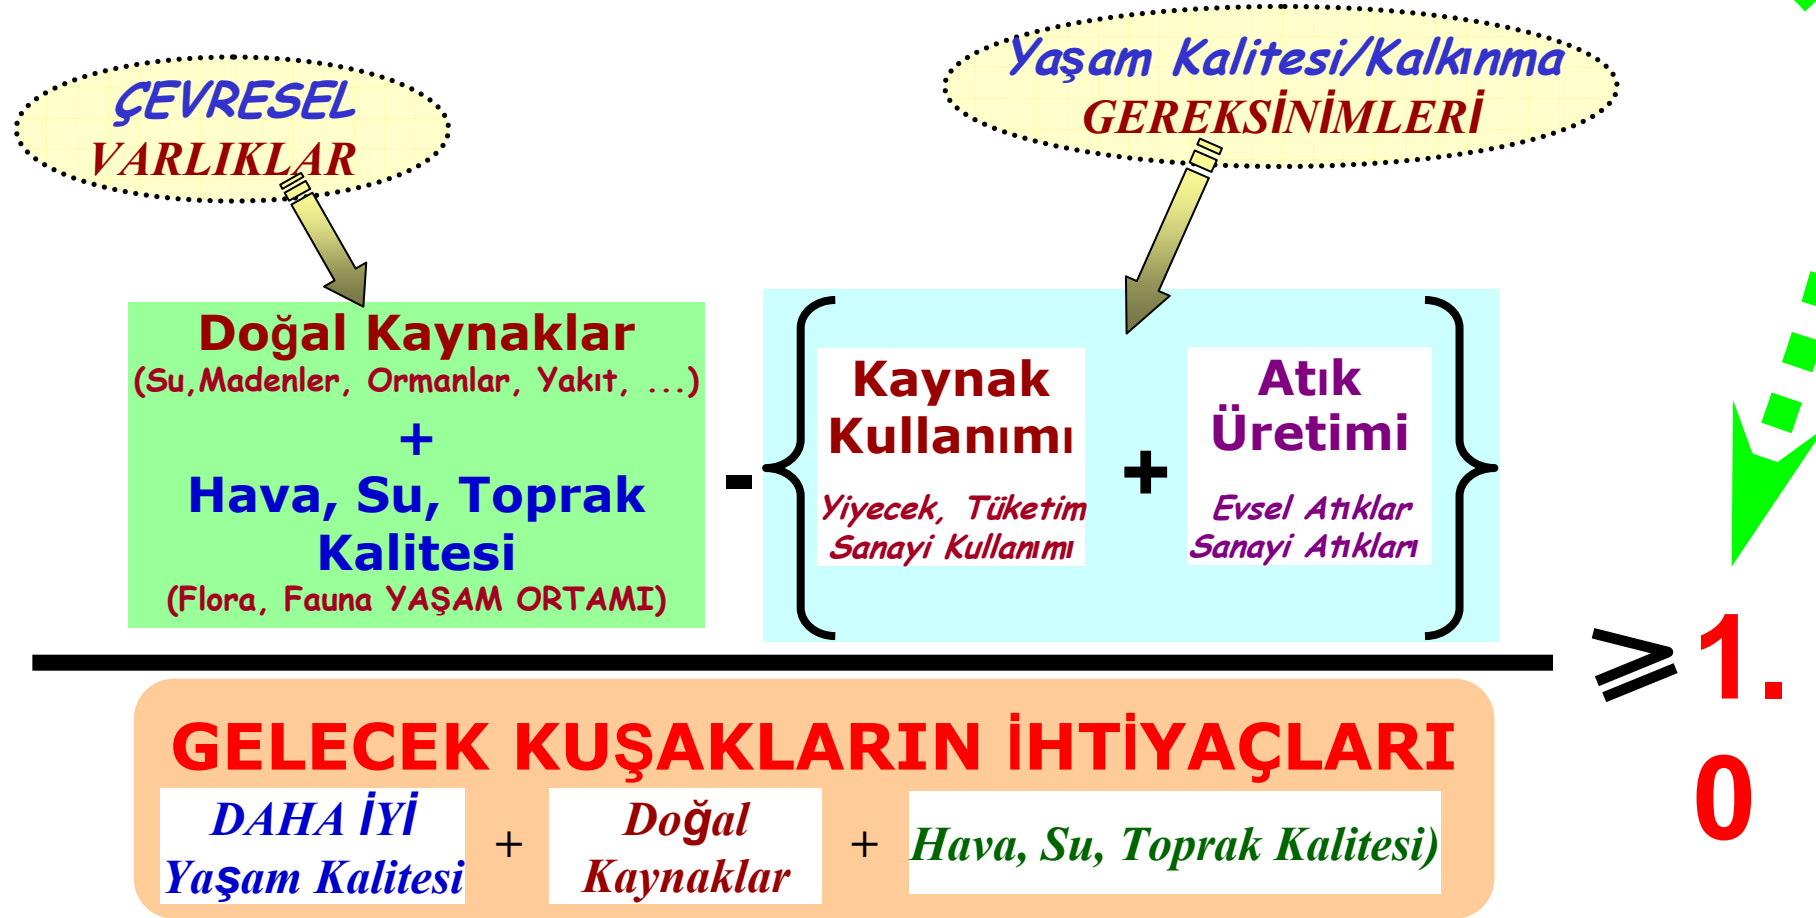 ÇEVRESEL
VARLIKLAR
Yaşam Kalitesi/Kalkınma
GEREKSİNİMLERİ
Doğal Kaynaklar
(Su,Madenler, Ormanlar, Yakıt, ...)
+
Hava, Su, Toprak
Kalitesi
(Flora, Fauna YAŞAM ORTAMI)
-
{
Kaynak
Kullanımı
Yiyecek, Tüketim
Sanayi Kullanımı
+
Atık
Üretimi
Evsel Atıklar
Sanayi Atıkları
}
⩾ 1.
0
GELECEK KUŞAKLARIN İHTİYAÇLARI
DAHA İYİ
Yaşam Kalitesi
+
Doğal
Kaynaklar
+
Hava, Su, Toprak Kalitesi)